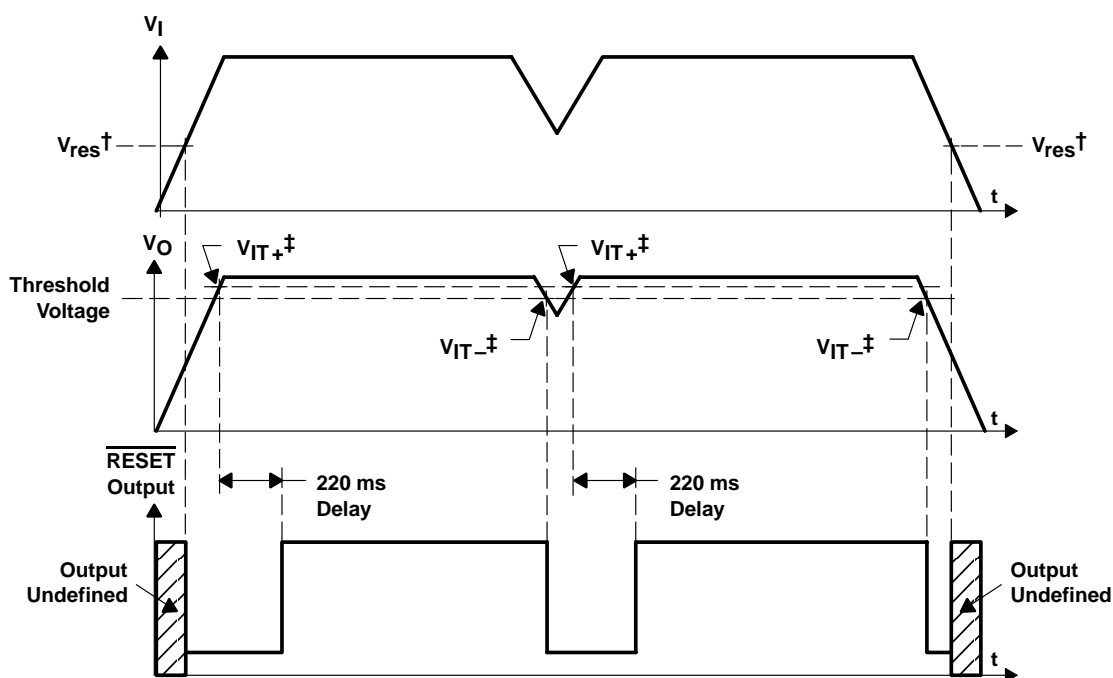 VI
Vres†
Vres†
t
VO
VIT+‡
VIT+‡
Threshold
Voltage
VIT–‡
VIT–‡
t
RESET
Output
220 ms
Delay
220 ms
Delay
Output
Undefined
Output
Undefined
t